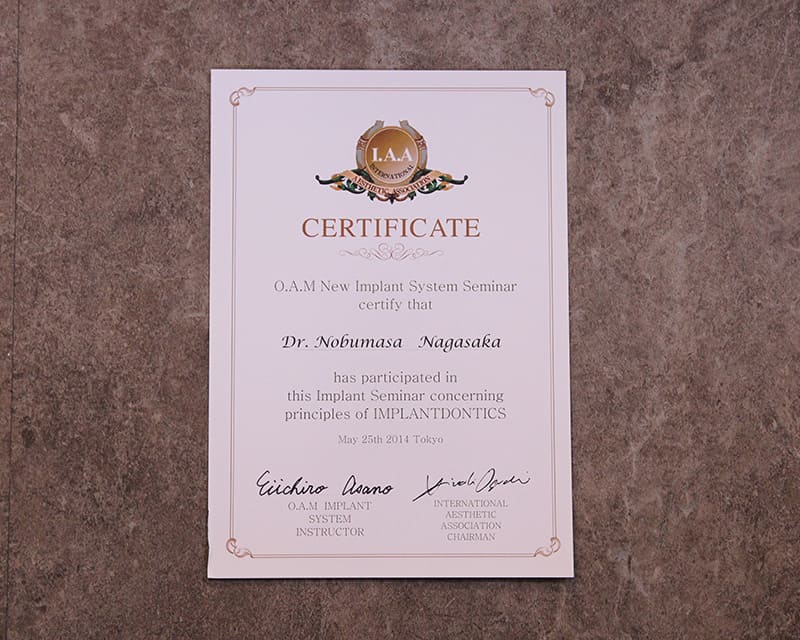 I.A.A
INTERNATIONAL
AESTHETIC ASSOCIATION
CERTIFICATE
O.A.M New Implant System Seminar
certify that
Dr. Nobumasa Nagasaka
has participated in
this Implant Seminar concerning
principles of IMPLANTDONTICS
May 25th 2014 Tokyo
Eiichiro Asano
O.A.M IMPLANT
SYSTEM
INSTRUCTOR
INTERNATIONAL
AESTHETIC
ASSOCIATION
CHAIRMAN